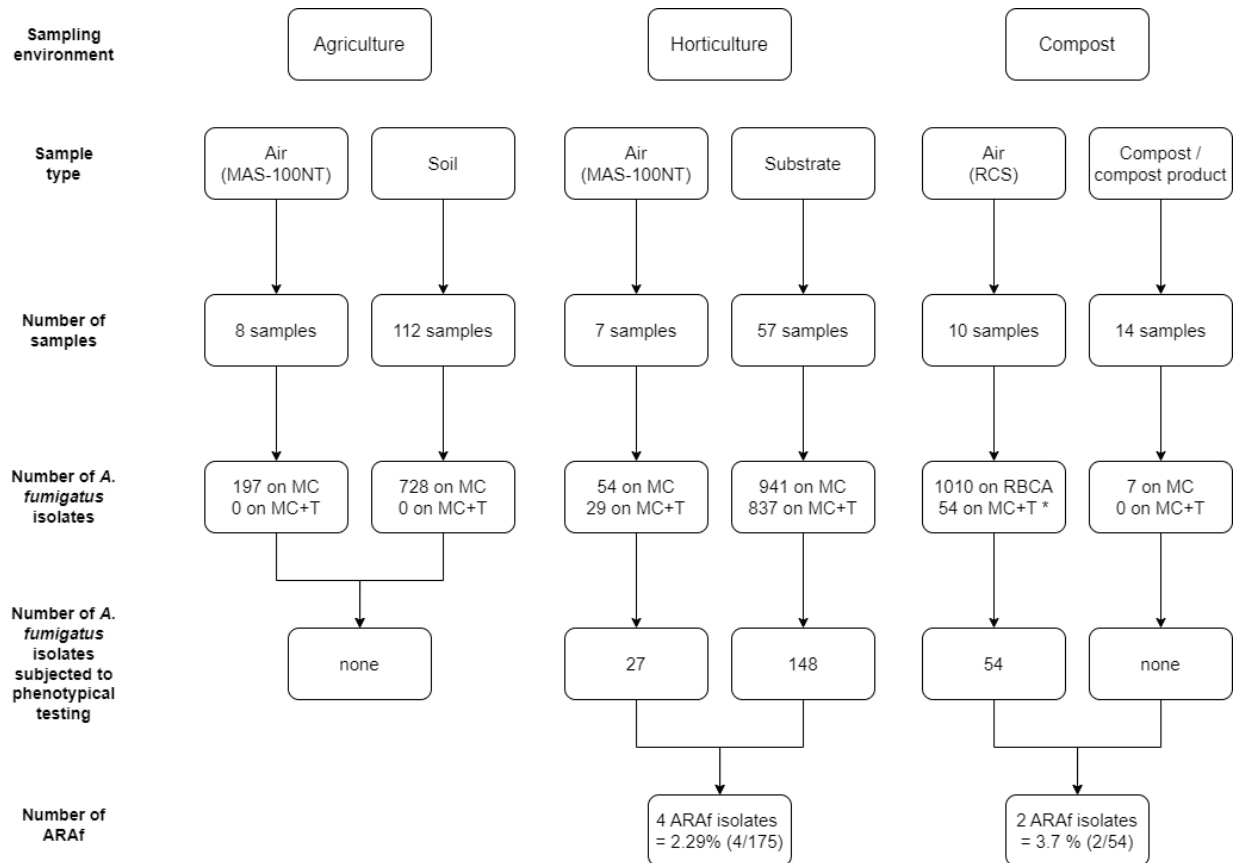 Sampling
environment
Agriculture
Horticulture
Compost
Sample
type
Air
(MAS-100NT)
Soil
Air
(MAS-100NT)
Substrate
Air
(RCS)
Compost /
compost product
Number of
samples
8 samples
112 samples
7 samples
57 samples
10 samples
14 samples
Number of A.
fumigatus
isolates
197 on MC
0 on MC+T
728 on MC
0 on MC+T
54 on MC
29 on MC+T
941 on MC
837 on MC+T
1010 on RBCA
54 on MC+T *
7 on MC
0 on MC+T
Number of A.
fumigatus
isolates
subjected to
phenotypical
testing
none
27
148
54
none
Number of
ARAf
4 ARAf isolates
= 2.29% (4/175)
2 ARAf isolates
= 3.7 % (2/54)